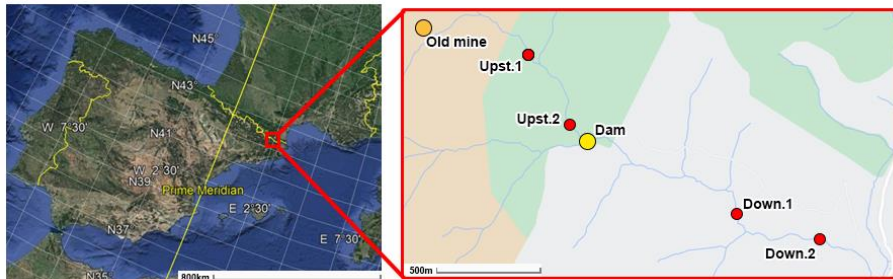 N45
N43
W 7°30'
N41
W 2°30'
N39
Prime Meridian
E 2°30'
N37
E 7°30'
N35
800km
Old mine
Upst.1
Upst.2
Dam
Down.1
Down.2
500m